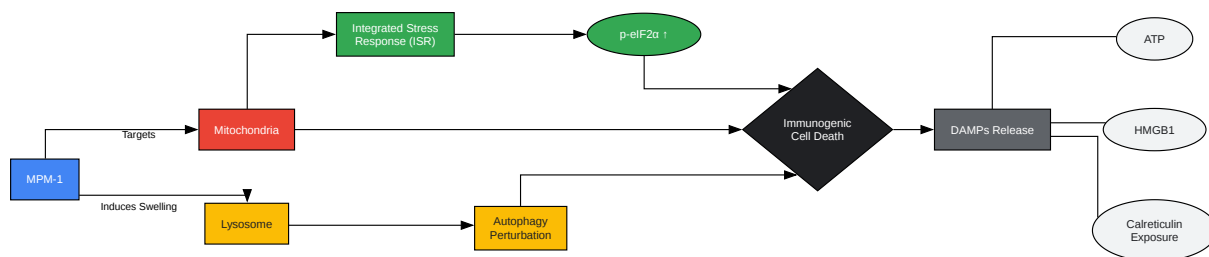 Integrated Stress
Response (ISR)
p-eIF2α ↑
ATP
Targets
Mitochondria
Immunogenic
Cell Death
DAMPs Release
HMGB1
MPM-1
Induces Swelling
Lysosome
Autophagy
Perturbation
Calreticulin
Exposure